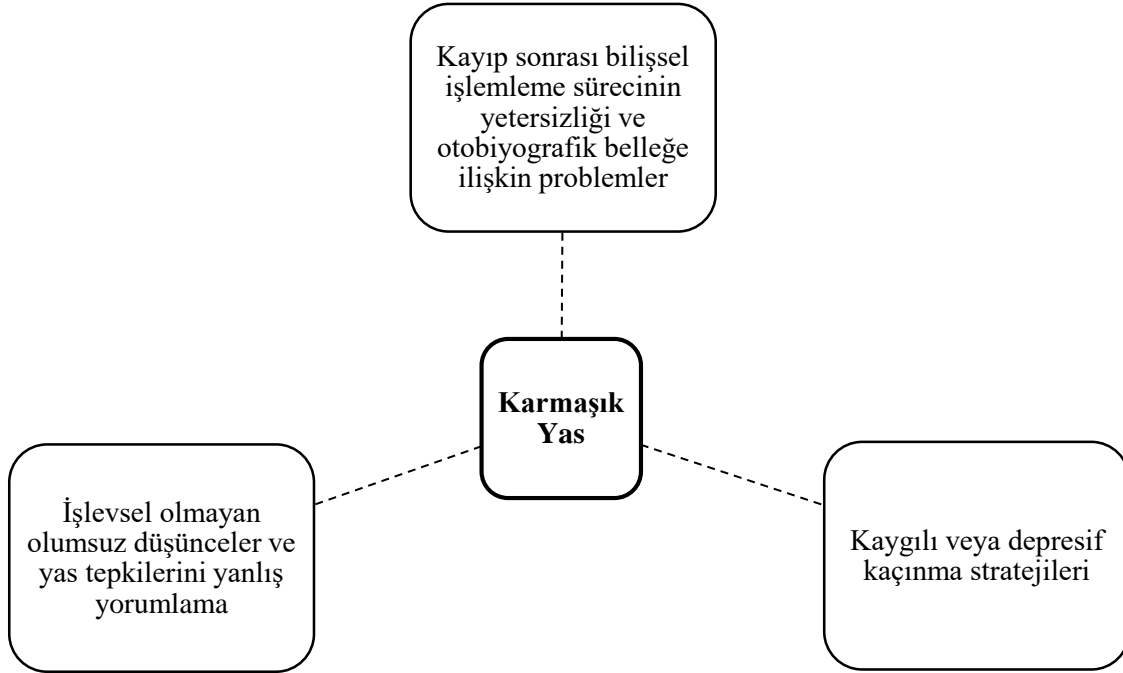 Kayıp sonrası bilişsel
işlemleme sürecinin
yetersizliği ve
otobiyografik belleğe
ilişkin problemler
Karmaşık
Yas
İşlevsel olmayan
olumsuz düşünceler ve
yas tepkilerini yanlış
yorumlama
Kaygılı veya depresif
kaçınma stratejileri